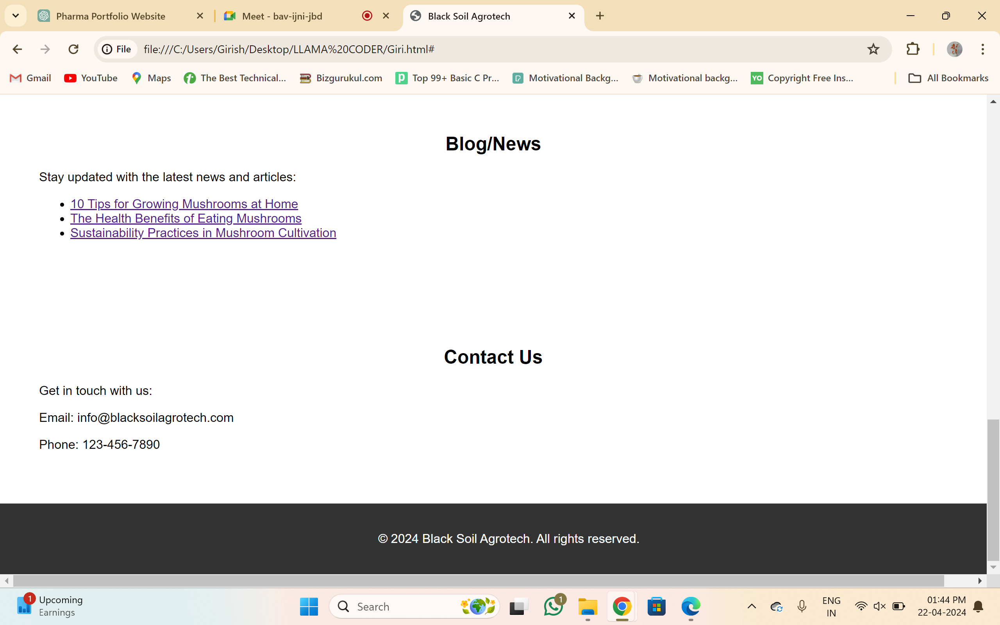 Pharma Portfolio Website
Meet - bav-ijni-jbd
Black Soil Agrotech
File
file:///C:/Users/Girish/Desktop/LLAMA%20CODER/Giri.html#
Gmail
YouTube
Maps
The Best Technical...
Bizgurukul.com
Top 99+ Basic C Pr...
Motivational Backg...
Motivational backg...
YO
Copyright Free Ins...
All Bookmarks
Blog/News
Stay updated with the latest news and articles:
• 10 Tips for Growing Mushrooms at Home
• The Health Benefits of Eating Mushrooms
• Sustainability Practices in Mushroom Cultivation
Contact Us
Get in touch with us:
Email: info@blacksoilagrotech.com
Phone: 123-456-7890
© 2024 Black Soil Agrotech. All rights reserved.
1
Upcoming
Earnings
Search
1
ENG
IN
01:44 PM
22-04-2024